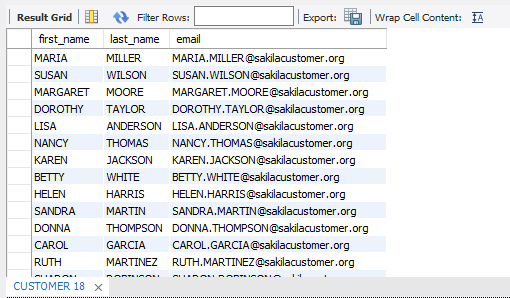 Result Grid Filter Rows: Export: Wrap Cell Content:
first_name last_name email
MARIA MILLER MARIA.MILLER@sakilacustomer.org
SUSAN WILSON SUSAN.WILSON@sakilacustomer.org
MARGARET MOORE MARGARET.MOORE@sakilacustomer.org
DOROTHY TAYLOR DOROTHY.TAYLOR@sakilacustomer.org
LISA ANDERSON LISA.ANDERSON@sakilacustomer.org
NANCY THOMAS NANCY.THOMAS@sakilacustomer.org
KAREN JACKSON KAREN.JACKSON@sakilacustomer.org
BETTY WHITE BETTY.WHITE@sakilacustomer.org
HELEN HARRIS HELEN.HARRIS@sakilacustomer.org
SANDRA MARTIN SANDRA.MARTIN@sakilacustomer.org
DONNA THOMPSON DONNA.THOMPSON@sakilacustomer.org
CAROL GARCIA CAROL.GARCIA@sakilacustomer.org
RUTH MARTINEZ RUTH.MARTINEZ@sakilacustomer.org
CUSTOMER 18